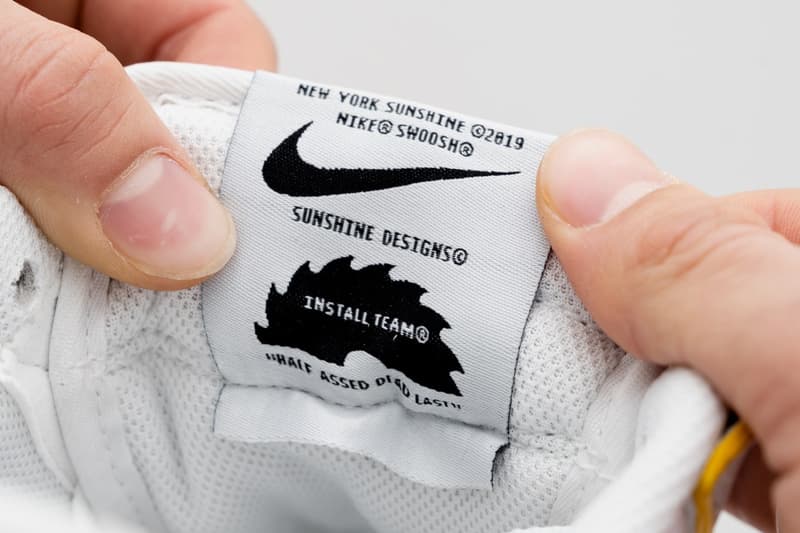 NEW YORK SUNSHINE ©2019
NIKE® SWOOSH®
SUNSHINE DESIGNS©
INSTALL TEAM®
"HALF ASSED DEAD LAST"